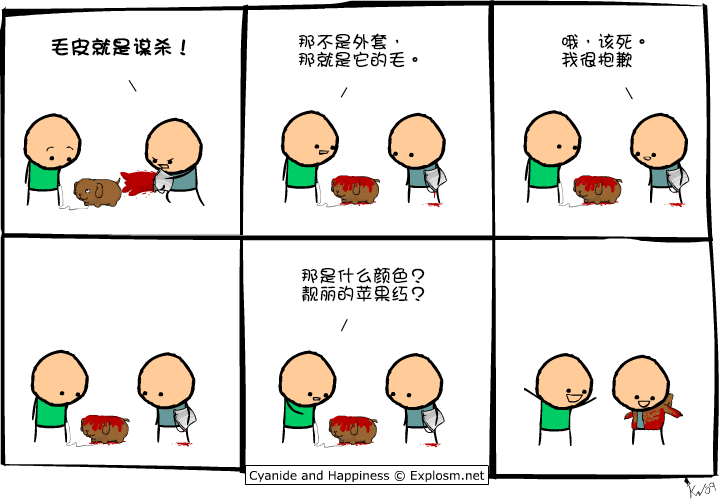 毛皮就是谋杀！
那不是外套，
那就是它的毛。
哦，该死。
我很抱歉
那是什么颜色？
靓丽的苹果红？
Cyanide and Happiness © Explosm.net